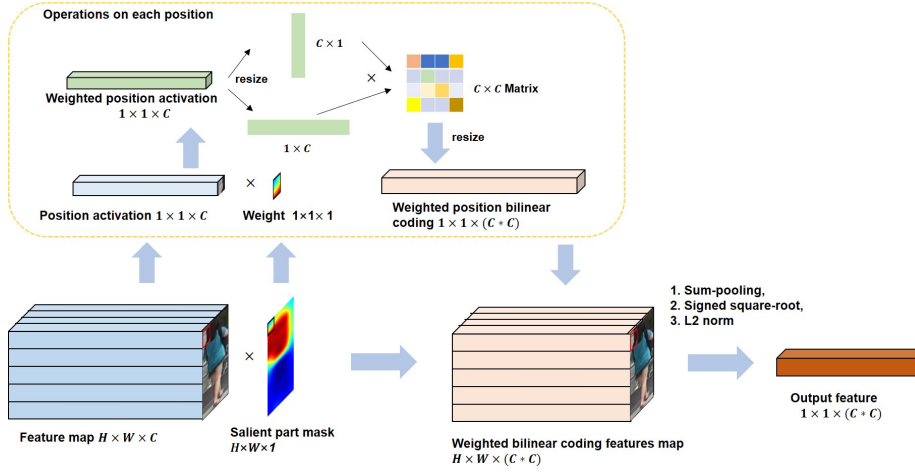 Operations on each position
C × 1
resize
×
C × C Matrix
Weighted position activation
1 × 1 × C
1 × C
resize
×
Position activation 1 × 1 × C
Weight 1×1×1
Weighted position bilinear
coding 1 × 1 × (C * C)
1. Sum-pooling,
2. Signed square-root,
3. L2 norm
×
Feature map H × W × C
Salient part mask
H×W×1
Weighted bilinear coding features map
H × W × (C * C)
Output feature
1 × 1 × (C * C)